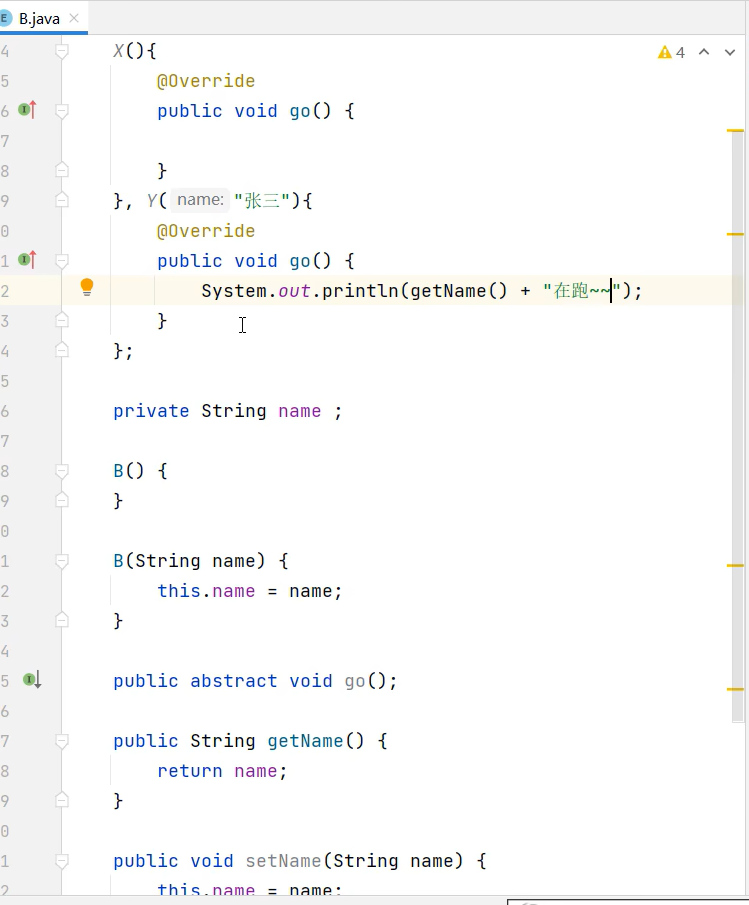 E B.java
4 X(){ 4
5 @Override
6 public void go() {
7
8 }
9 }, Y( name: "张三"){
0 @Override
1 public void go() {
2 System.out.println(getName() + "在跑~~");
3 }
4 };
5
6 private String name ;
7
8 B() {
9 }
0
1 B(String name) {
2 this.name = name;
3 }
4
5 public abstract void go();
6
7 public String getName() {
8 return name;
9 }
0
1 public void setName(String name) {
2 this.name = name;